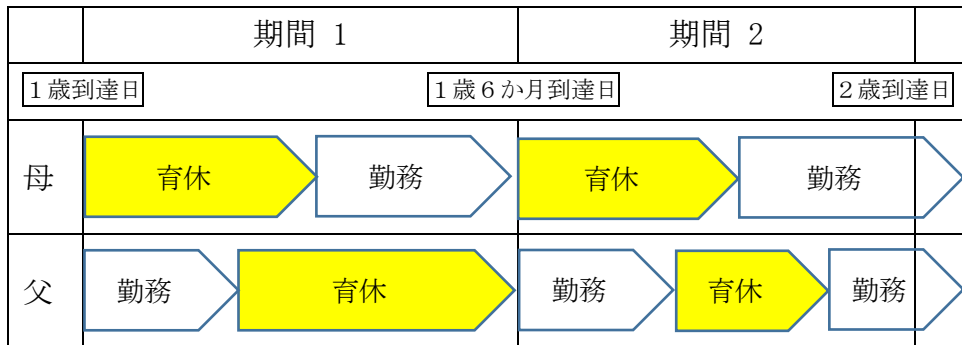 期間 1 期間 2
１歳到達日 １歳６か月到達日 ２歳到達日
母 育休 勤務 育休 勤務
父 勤務 育休 勤務 育休 勤務